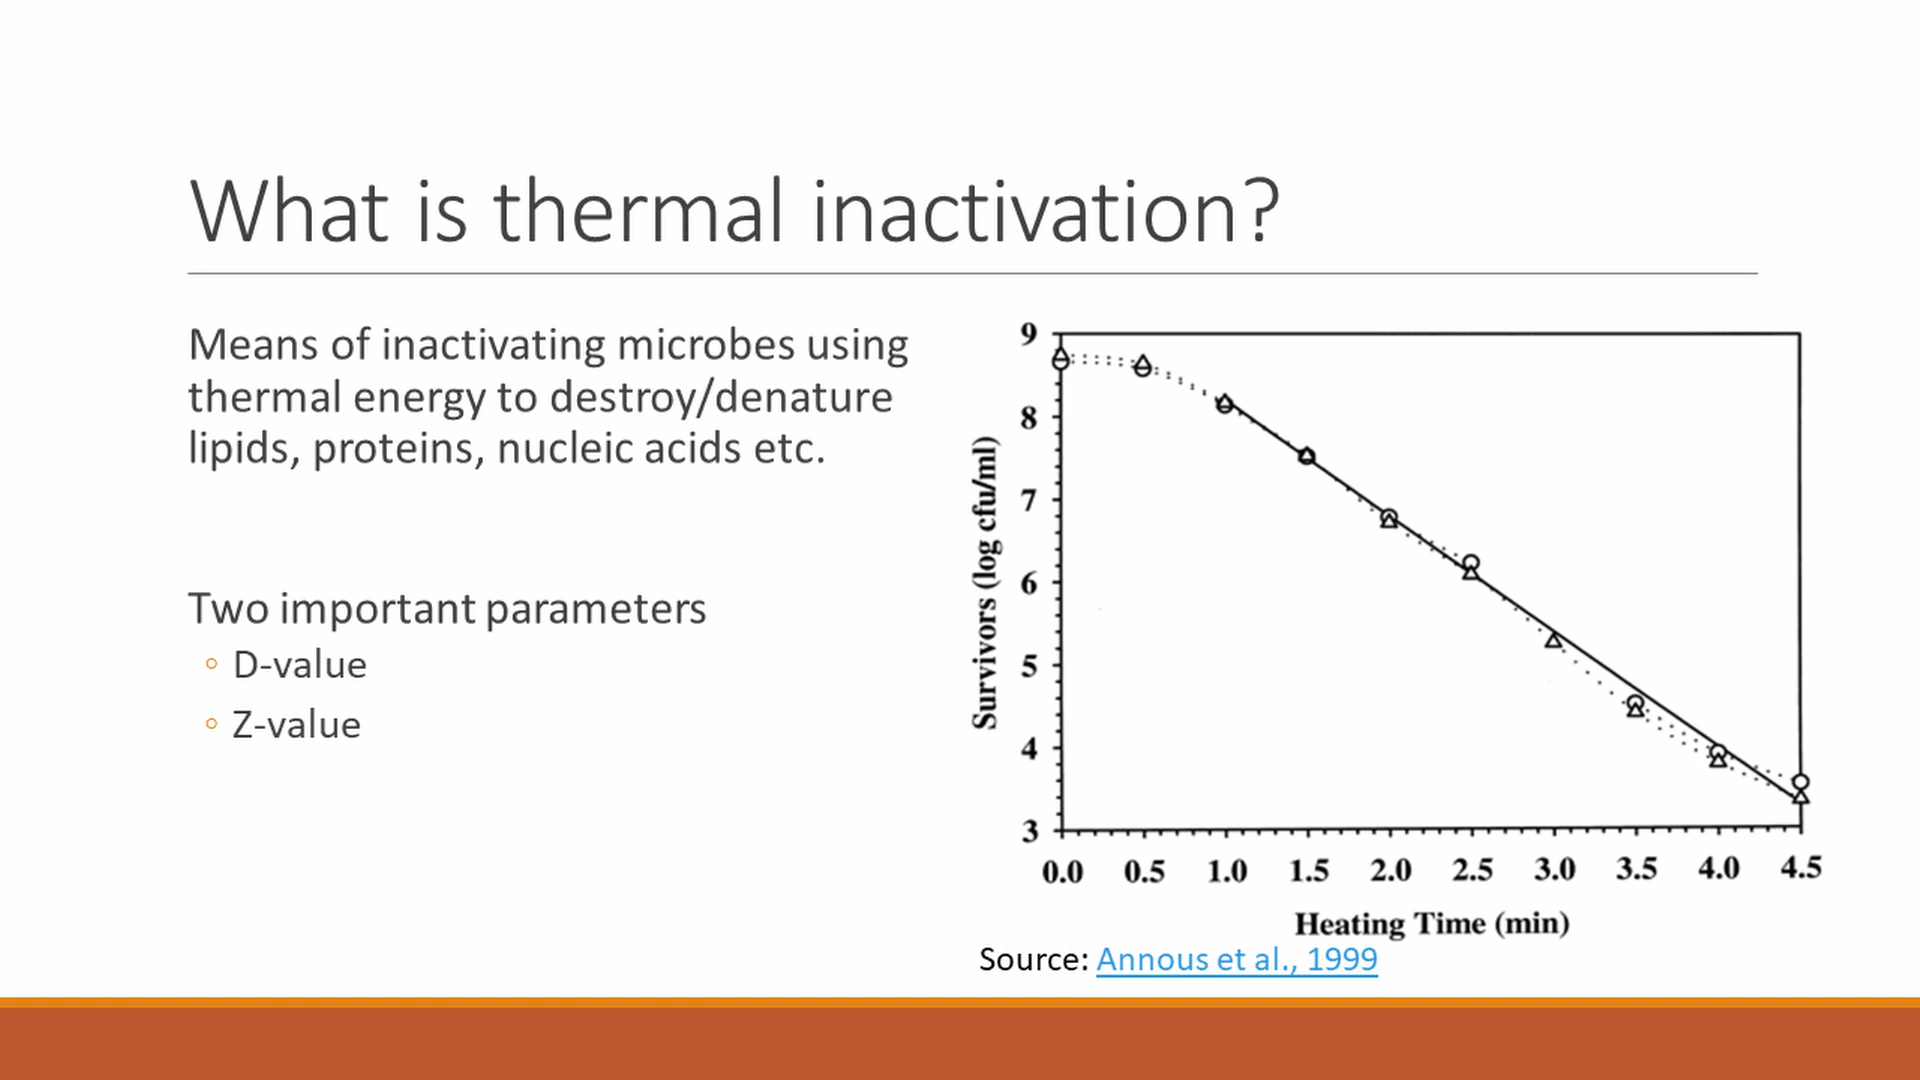 What is thermal inactivation?
Means of inactivating microbes using
thermal energy to destroy/denature
lipids, proteins, nucleic acids etc.
Two important parameters
◦ D-value
◦ Z-value
Survivors (log cfu/ml)
9
8
7
6
5
4
3
0.0 0.5 1.0 1.5 2.0 2.5 3.0 3.5 4.0 4.5
Heating Time (min)
Source: Annous et al., 1999